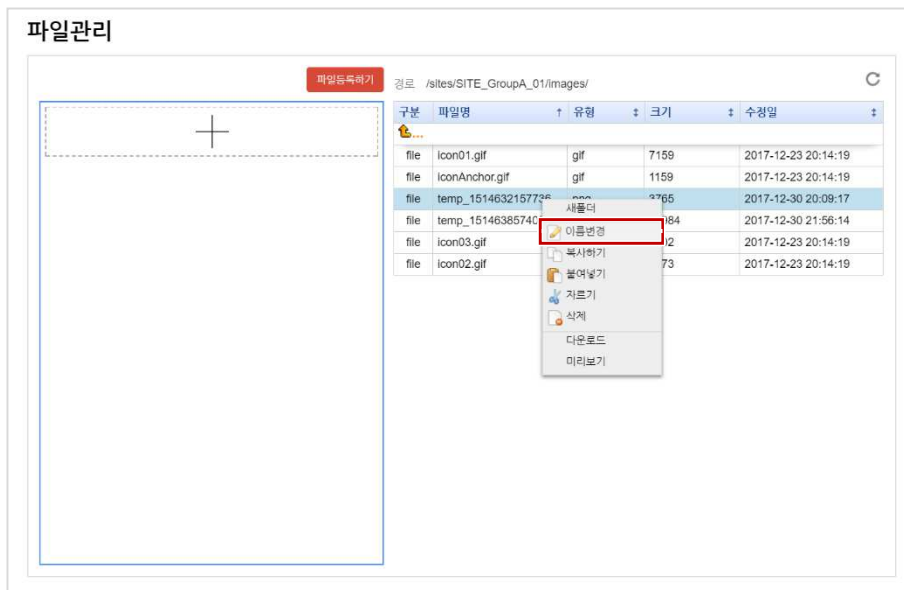 파일관리
파일등록하기
경로 /sites/SITE_GroupA_01/images/
구분 파일명 유형 크기 수정일
...
file icon01.gif gif 7159 2017-12-23 20:14:19
file iconAnchor.gif gif 1159 2017-12-23 20:14:19
file temp_1514632157736 3765 2017-12-30 20:09:17
file temp_15146385740 984 2017-12-30 21:56:14
file icon03.gif 2017-12-23 20:14:19
file icon02.gif 73 2017-12-23 20:14:19
새폴더
이름변경
복사하기
붙여넣기
자르기
삭제
다운로드
미리보기